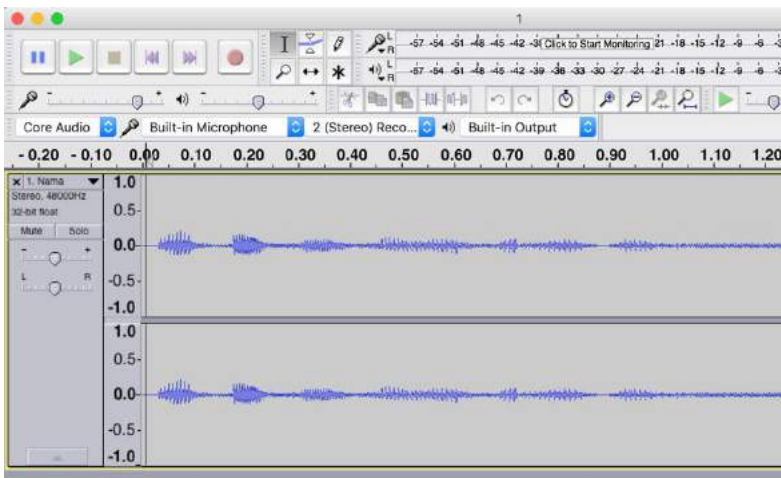 1
L R -57 -54 -51 -48 -45 -42 -3 Click to Start Monitoring 21 -18 -15 -12 -9 -6
L R -57 -54 -51 -48 -45 -42 -39 -36 -33 -30 -27 -24 -21 -18 -15 -12 -9 -6
Core Audio Built-in Microphone 2 (Stereo) Reco... Built-in Output
-0.20 -0.10 0.00 0.10 0.20 0.30 0.40 0.50 0.60 0.70 0.80 0.90 1.00 1.10 1.20
x 1. Nama 1.0
Stereo, 48000Hz
32-bit float 0.5
Mute Solo
- + 0.0
L R -0.5
-1.0
1.0
0.5
0.0
-0.5
-1.0